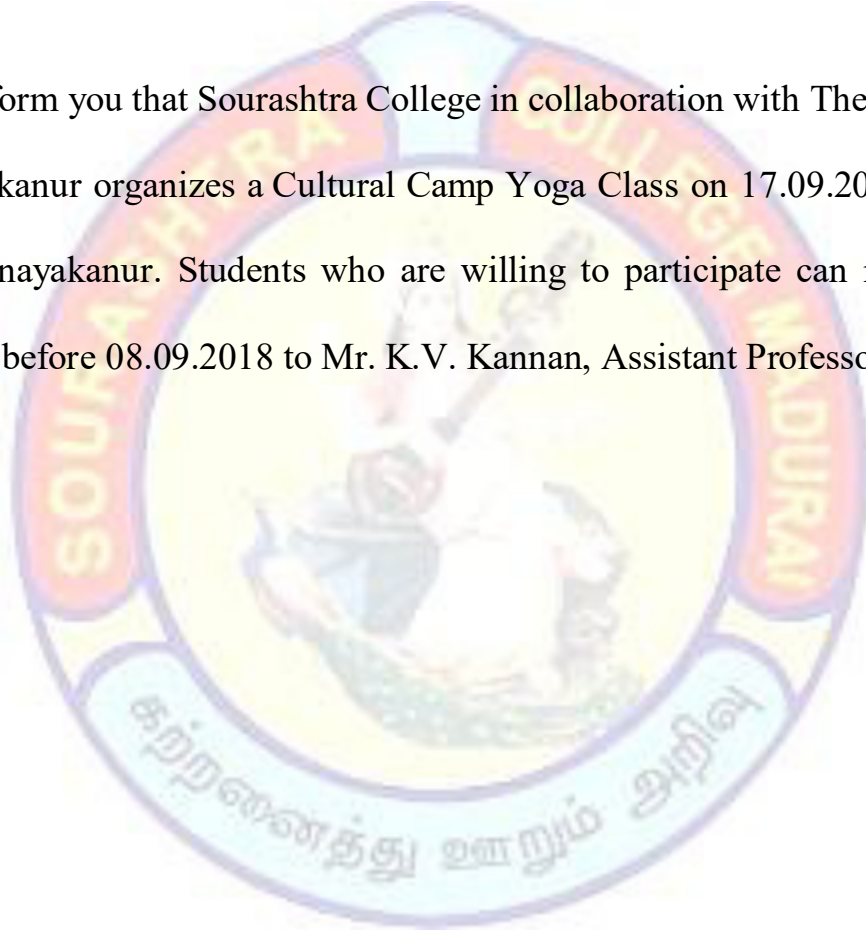 form you that Sourashtra College in collaboration with The
kanur organizes a Cultural Camp Yoga Class on 17.09.20
nayakanur. Students who are willing to participate can
before 08.09.2018 to Mr. K.V. Kannan, Assistant Professo
SOURASHTRA
COLLEGE MADURAI
கற்றனைத்து ஊறும் அறிவு